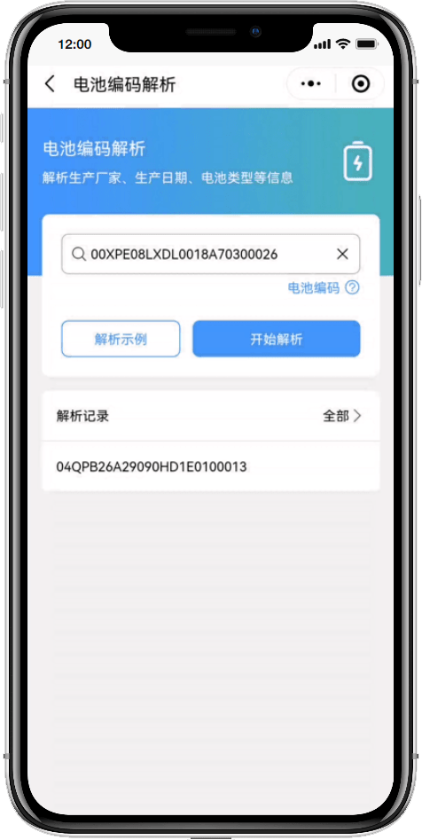 12:00
电池编码解析
电池编码解析
解析生产厂家、生产日期、电池类型等信息
00XPE08LXDL0018A70300026
电池编码
解析示例 开始解析
解析记录 全部
04QPB26A29090HD1E0100013